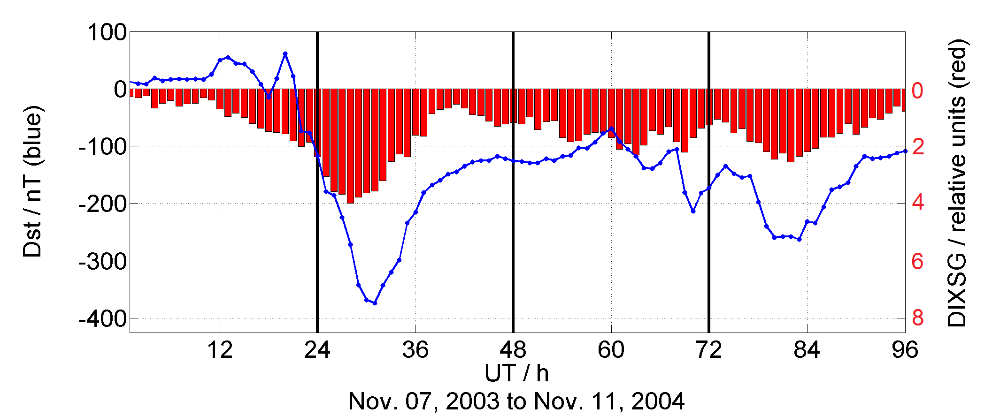 100
0
-100
-200
-300
-400
Dst / nT (blue)
0
2
4
6
8
DIXSG / relative units (red)
12 24 36 48 60 72 84 96
UT / h
Nov. 07, 2003 to Nov. 11, 2004